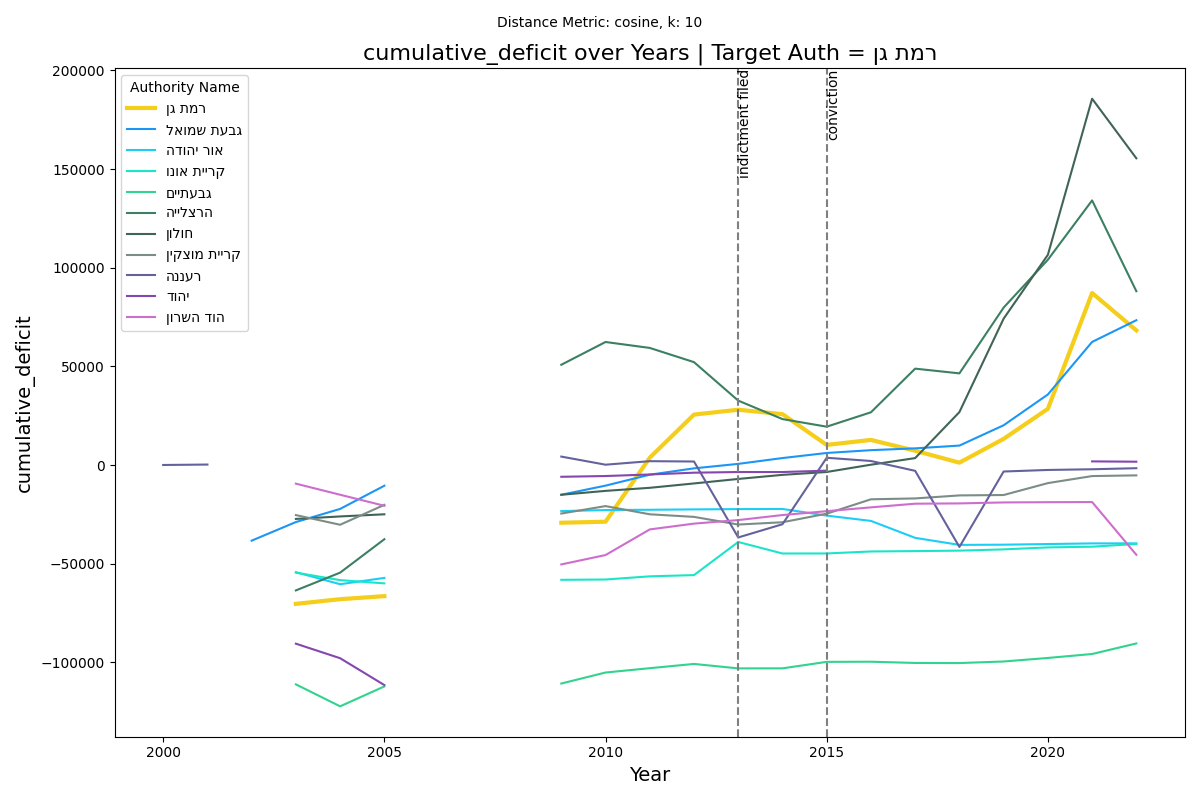 Distance Metric: cosine, k: 10
cumulative_deficit over Years | Target Auth = רמת גן
200000
150000
100000
50000
0
−50000
−100000
cumulative_deficit
Authority Name
רמת גן
גבעת שמואל
אור יהודה
קריית אונו
גבעתיים
הרצלייה
חולון
קריית מוצקין
רעננה
יהוד
הוד השרון
indictment filed
conviction
2000
2005
2010
2015
2020
Year